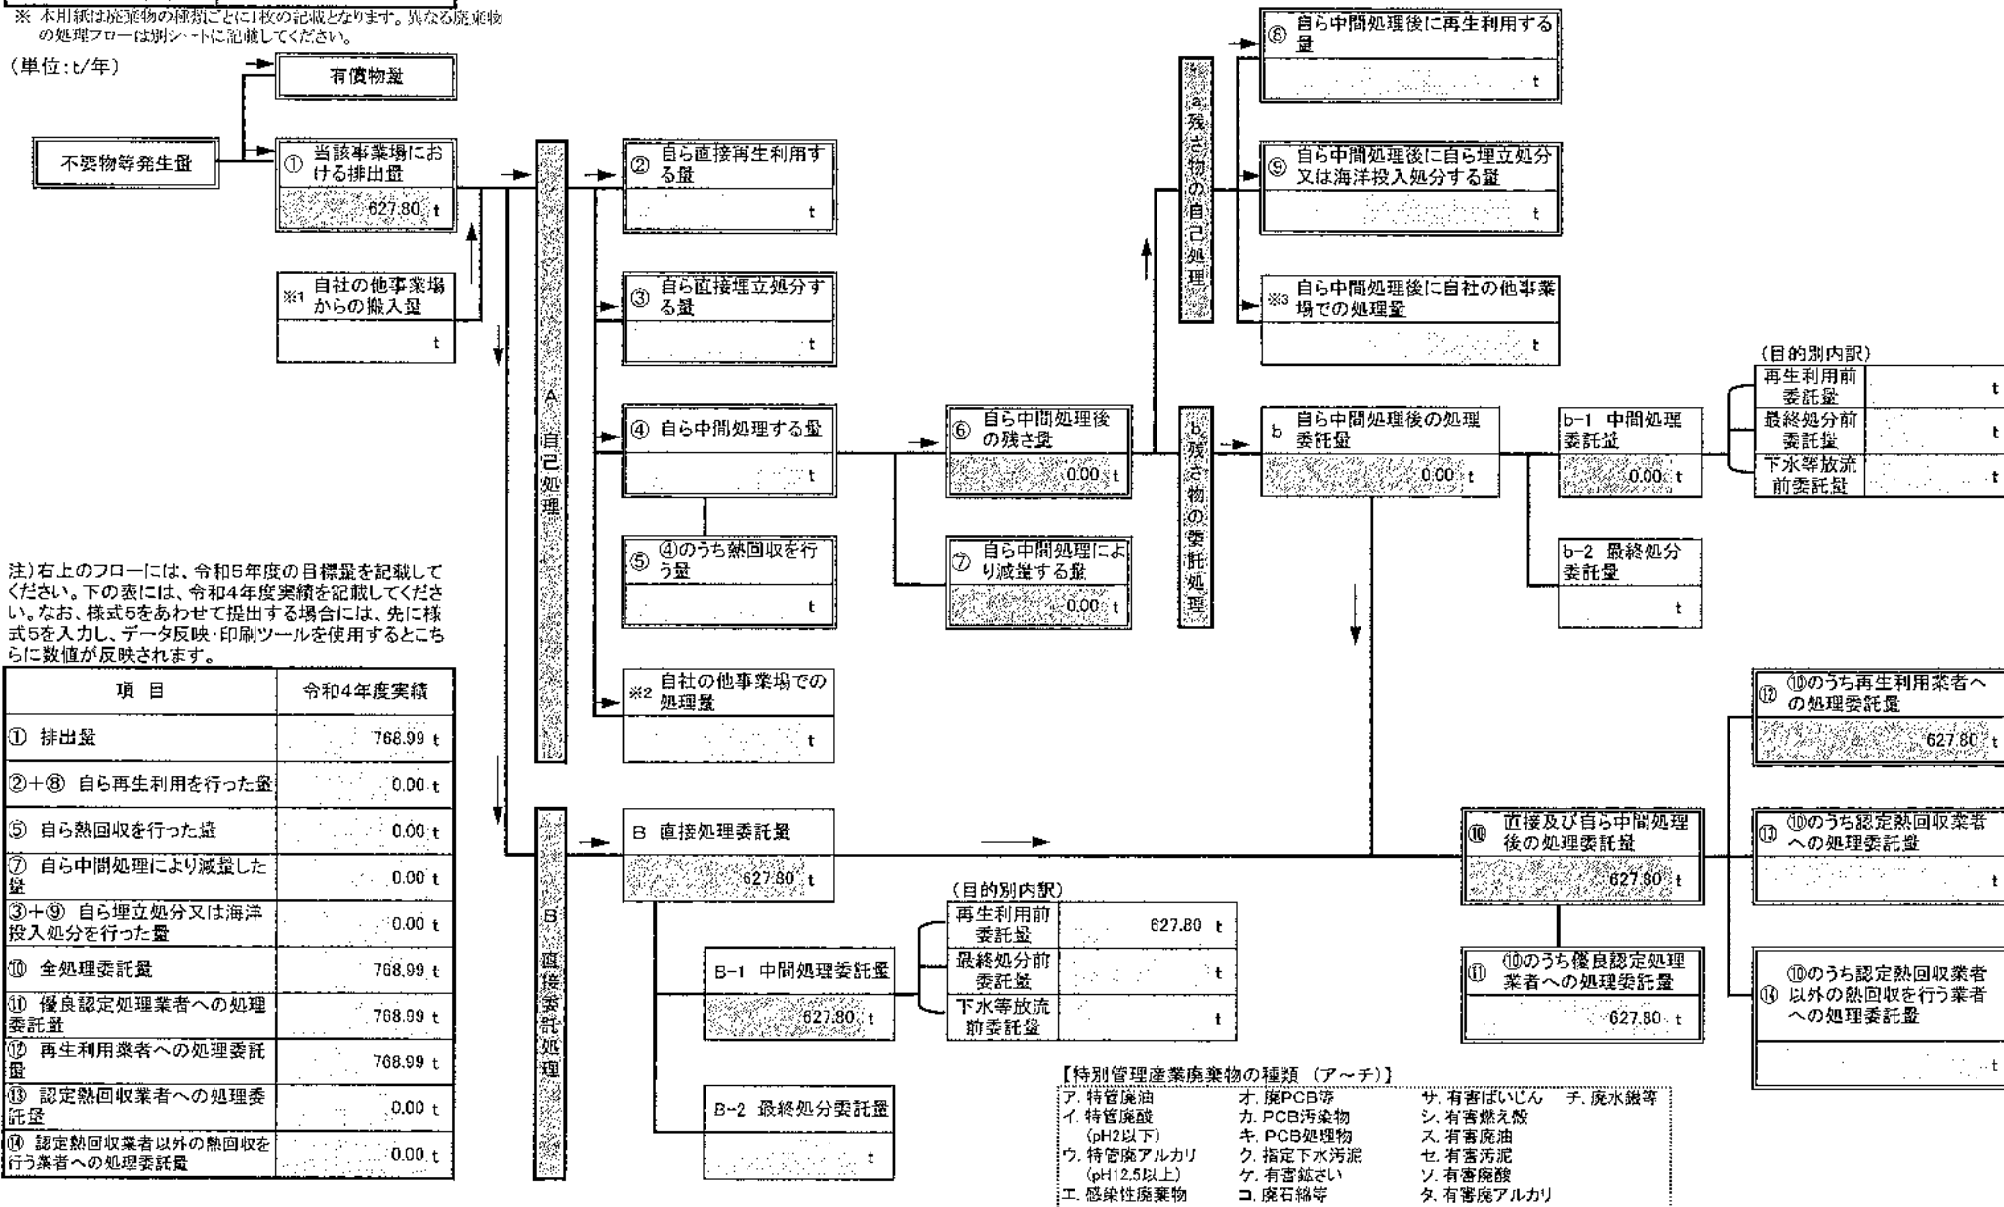 ※ 本用紙は廃棄物の種類ごとに1枚の記載となります。異なる廃棄物
の処理フローは別シートに記載してください。
(単位:t/年)
有償物量
不要物等発生量
① 当該事業場にお
ける排出量
627.80 t
※1 自社の他事業場
からの搬入量
t
A 自己処理
② 自ら直接再生利用す
る量
t
③ 自ら直接埋立処分す
る量
t
④ 自ら中間処理する量
t
⑤ ④のうち熱回収を行
う量
t
※2 自社の他事業場での
処理量
t
⑥ 自ら中間処理後
の残さ量
0.00 t
⑦ 自ら中間処理によ
り減量する量
0.00 t
a 残さ物の自己処理
⑧ 自ら中間処理後に再生利用する
量
t
⑨ 自ら中間処理後に自ら埋立処分
又は海洋投入処分する量
t
※3 自ら中間処理後に自社の他事業
場での処理量
t
b 残さ物の委託処理
b 自ら中間処理後の処理
委託量
0.00 t
b-1 中間処理
委託量
0.00 t
b-2 最終処分
委託量
t
(目的別内訳)
再生利用前
委託量
t
最終処分前
委託量
t
下水等放流
前委託量
t
注)右上のフローには、令和5年度の目標量を記載して
ください。下の表には、令和4年度実績を記載してくださ
い。なお、様式5をあわせて提出する場合には、先に様
式5を入力し、データ反映・印刷ツールを使用するとこち
らに数値が反映されます。
項 目 令和4年度実績
① 排出量 768.99 t
②+⑧ 自ら再生利用を行った量 0.00 t
⑤ 自ら熱回収を行った量 0.00 t
⑦ 自ら中間処理により減量した
量 0.00 t
③+⑨ 自ら埋立処分又は海洋
投入処分を行った量 0.00 t
⑩ 全処理委託量 768.99 t
⑪ 優良認定処理業者への処理
委託量 768.99 t
⑫ 再生利用業者への処理委託
量 768.99 t
⑬ 認定熱回収業者への処理委
託量 0.00 t
⑭ 認定熱回収業者以外の熱回収を
行う業者への処理委託量 0.00 t
B 直接委託処理
B 直接処理委託量
627.80 t
B-1 中間処理委託量
627.80 t
B-2 最終処分委託量
t
(目的別内訳)
再生利用前
委託量
627.80 t
最終処分前
委託量
t
下水等放流
前委託量
t
⑩ 直接及び自ら中間処理
後の処理委託量
627.80 t
⑪ ⑩のうち優良認定処理
業者への処理委託量
627.80 t
⑫ ⑩のうち再生利用業者へ
の処理委託量
627.80 t
⑬ ⑩のうち認定熱回収業者
への処理委託量
t
⑭ ⑩のうち認定熱回収業者
以外の熱回収を行う業者
への処理委託量
t
【特別管理産業廃棄物の種類 (ア~チ)】
ア. 特管廃油 オ. 廃PCB等 サ. 有害ばいじん チ. 廃水銀等
イ. 特管廃酸 カ. PCB汚染物 シ. 有害燃え殻
(pH2以下) キ. PCB処理物 ス. 有害廃油
ウ. 特管廃アルカリ ク. 指定下水汚泥 セ. 有害汚泥
(pH12.5以上) ケ. 有害鉱さい ソ. 有害廃酸
エ. 感染性廃棄物 コ. 廃石綿等 タ. 有害廃アルカリ